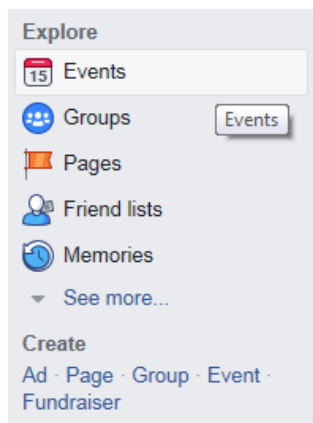 Explore
15 Events
Groups Events
Pages
Friend lists
Memories
See more...
Create
Ad · Page · Group · Event ·
Fundraiser